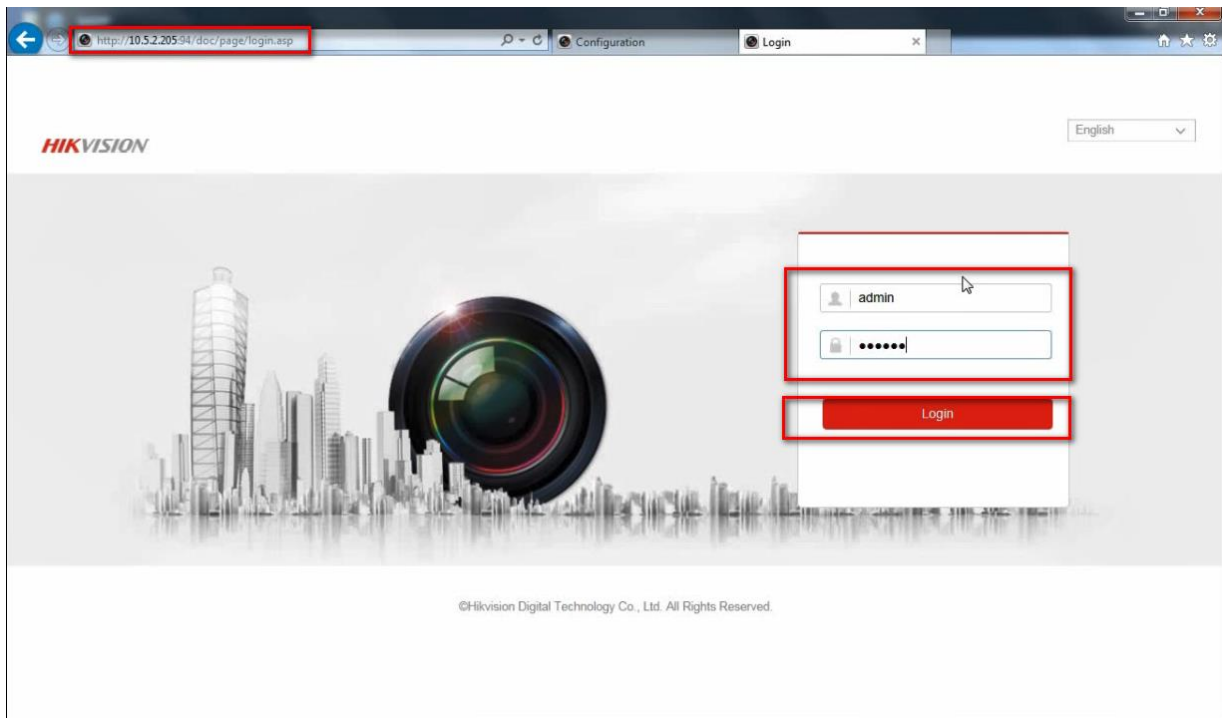 http://10.5.2.205:94/doc/page/login.asp
Configuration
Login
HIKVISION
English
admin
Login
©Hikvision Digital Technology Co., Ltd. All Rights Reserved.